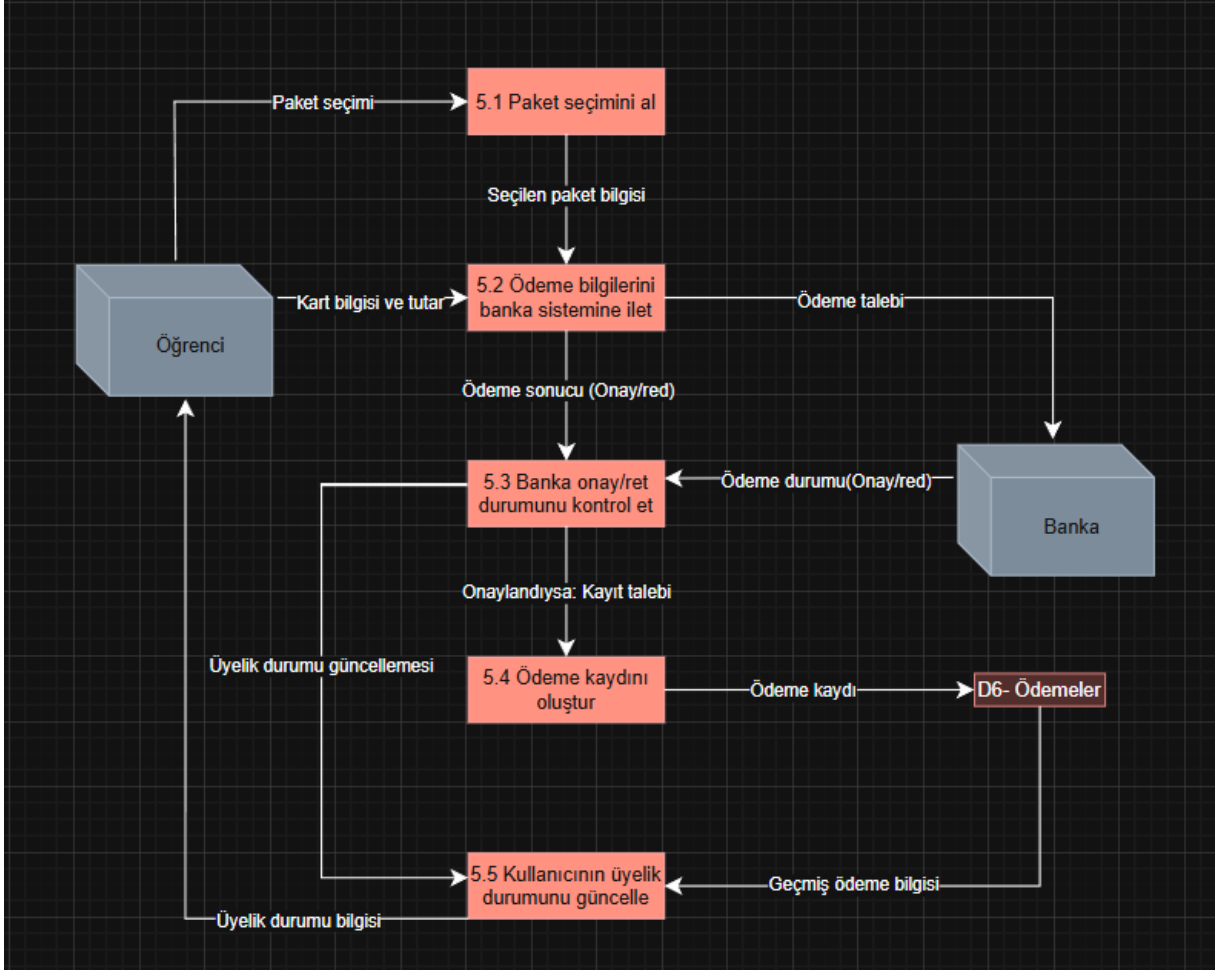 Paket seçimi
5.1 Paket seçimini al
Seçilen paket bilgisi
Öğrenci
Kart bilgisi ve tutar
5.2 Ödeme bilgilerini
banka sistemine ilet
Ödeme talebi
Ödeme sonucu (Onay/red)
5.3 Banka onay/ret
durumunu kontrol et
Ödeme durumu(Onay/red)
Banka
Onaylandıysa: Kayıt talebi
Üyelik durumu güncellemesi
5.4 Ödeme kaydını
oluştur
Ödeme kaydı
D6- Ödemeler
5.5 Kullanıcının üyelik
durumunu güncelle
Geçmiş ödeme bilgisi
Üyelik durumu bilgisi